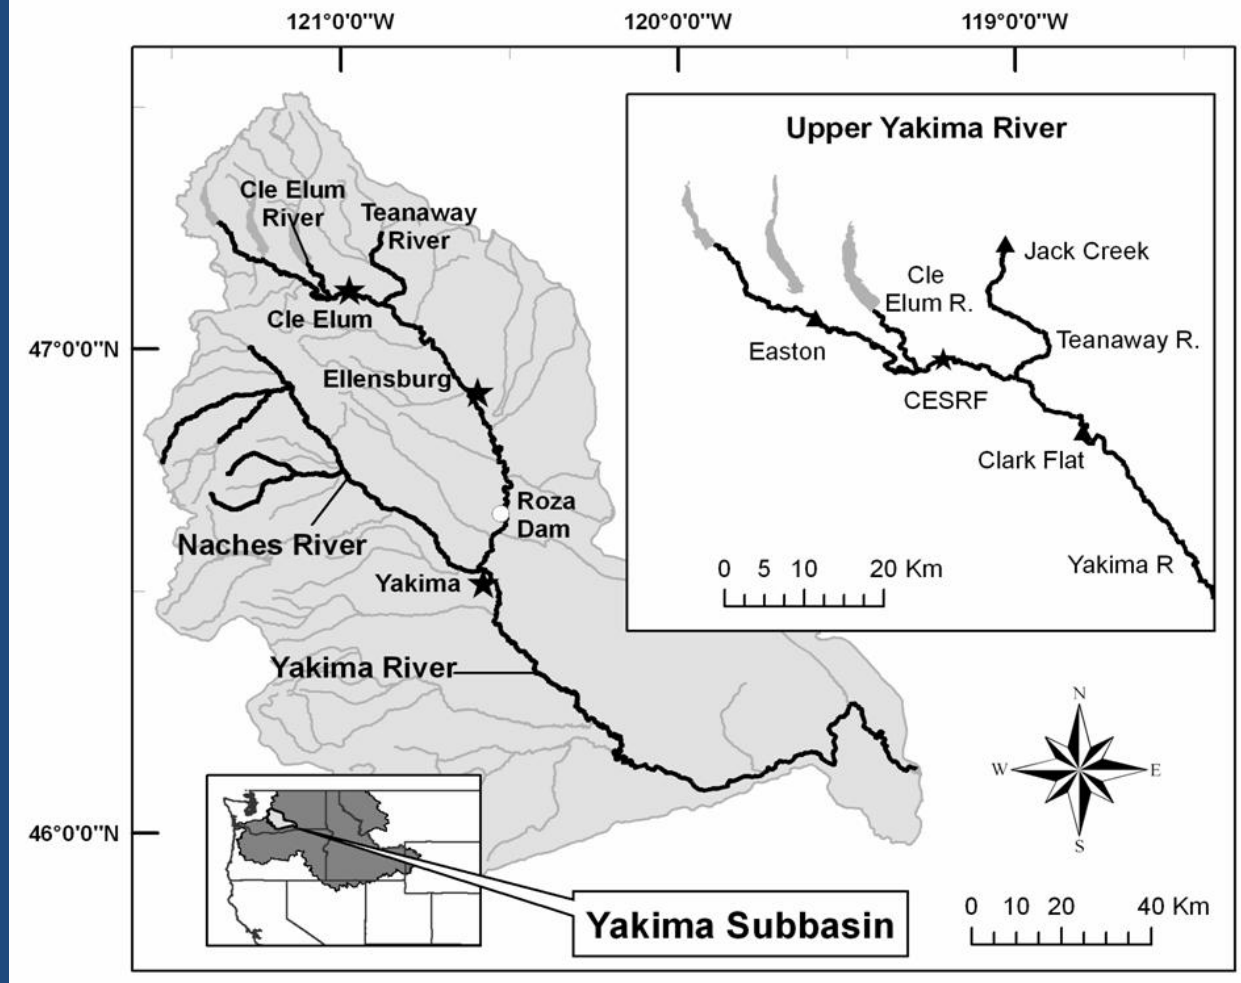 121°0'0"W
120°0'0"W
119°0'0"W
Upper Yakima River
Cle Elum
River
Teanaway
River
Jack Creek
Cle
Elum R.
Cle Elum
Easton
Teanaway R.
47°0'0"N
Ellensburg
CESRF
Clark Flat
Roza
Dam
Naches River
Yakima R
Yakima
0 5 10 20 Km
Yakima River
N
W E
S
46°0'0"N
Yakima Subbasin
0 10 20 40 Km